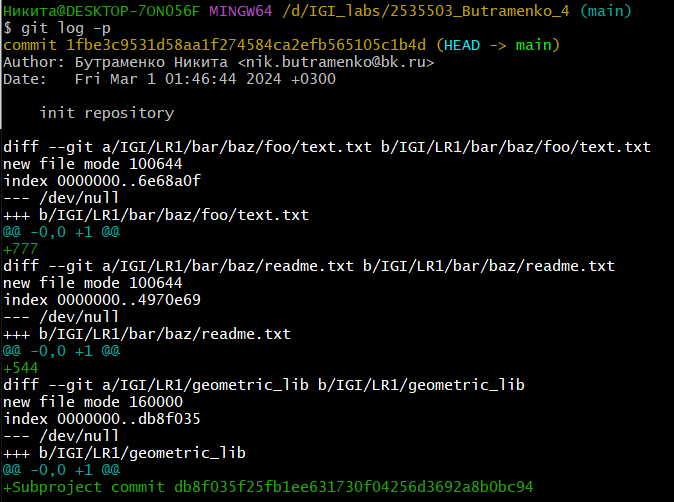 Никита@DESKTOP-7ONO56F MINGW64 /d/IGI_labs/2535503_Butramenko_4 (main)
$ git log -p
commit 1fbe3c9531d58aa1f274584ca2efb565105c1b4d (HEAD -> main)
Author: Бутраменко Никита <nik.butramenko@bk.ru>
Date:   Fri Mar 1 01:46:44 2024 +0300
    init repository
diff --git a/IGI/LR1/bar/baz/foo/text.txt b/IGI/LR1/bar/baz/foo/text.txt
new file mode 100644
index 0000000..6e68a0f
--- /dev/null
+++ b/IGI/LR1/bar/baz/foo/text.txt
@@ -0,0 +1 @@
+777
diff --git a/IGI/LR1/bar/baz/readme.txt b/IGI/LR1/bar/baz/readme.txt
new file mode 100644
index 0000000..4970e69
--- /dev/null
+++ b/IGI/LR1/bar/baz/readme.txt
@@ -0,0 +1 @@
+544
diff --git a/IGI/LR1/geometric_lib b/IGI/LR1/geometric_lib
new file mode 160000
index 0000000..db8f035
--- /dev/null
+++ b/IGI/LR1/geometric_lib
@@ -0,0 +1 @@
+Subproject commit db8f035f25fb1ee631730f04256d3692a8b0bc94